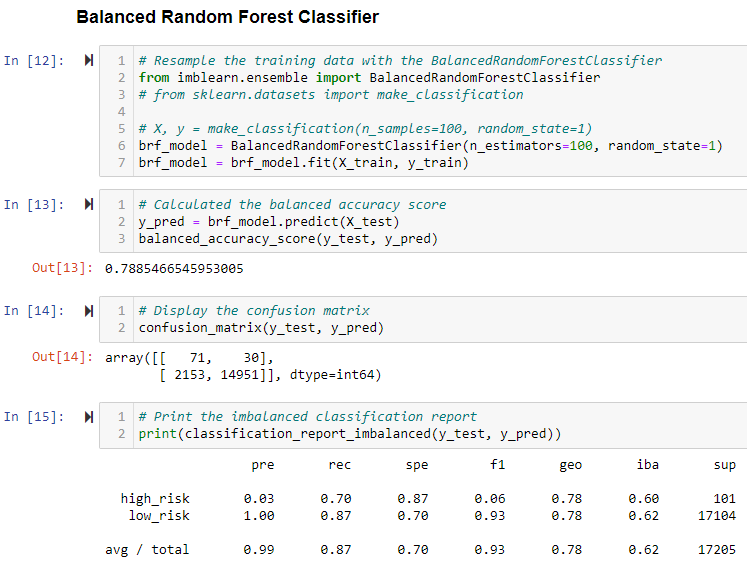 Balanced Random Forest Classifier
In [12]:
1 # Resample the training data with the BalancedRandomForestClassifier
2 from imblearn.ensemble import BalancedRandomForestClassifier
3 # from sklearn.datasets import make_classification
4
5 # X, y = make_classification(n_samples=100, random_state=1)
6 brf_model = BalancedRandomForestClassifier(n_estimators=100, random_state=1)
7 brf_model = brf_model.fit(X_train, y_train)
In [13]:
1 # Calculated the balanced accuracy score
2 y_pred = brf_model.predict(X_test)
3 balanced_accuracy_score(y_test, y_pred)
Out[13]: 0.7885466545953005
In [14]:
1 # Display the confusion matrix
2 confusion_matrix(y_test, y_pred)
Out[14]: array([[   71,    30],
       [ 2153, 14951]], dtype=int64)
In [15]:
1 # Print the imbalanced classification report
2 print(classification_report_imbalanced(y_test, y_pred))
pre rec spe f1 geo iba sup
high_risk 0.03 0.70 0.87 0.06 0.78 0.60 101
low_risk 1.00 0.87 0.70 0.93 0.78 0.62 17104
avg / total 0.99 0.87 0.70 0.93 0.78 0.62 17205